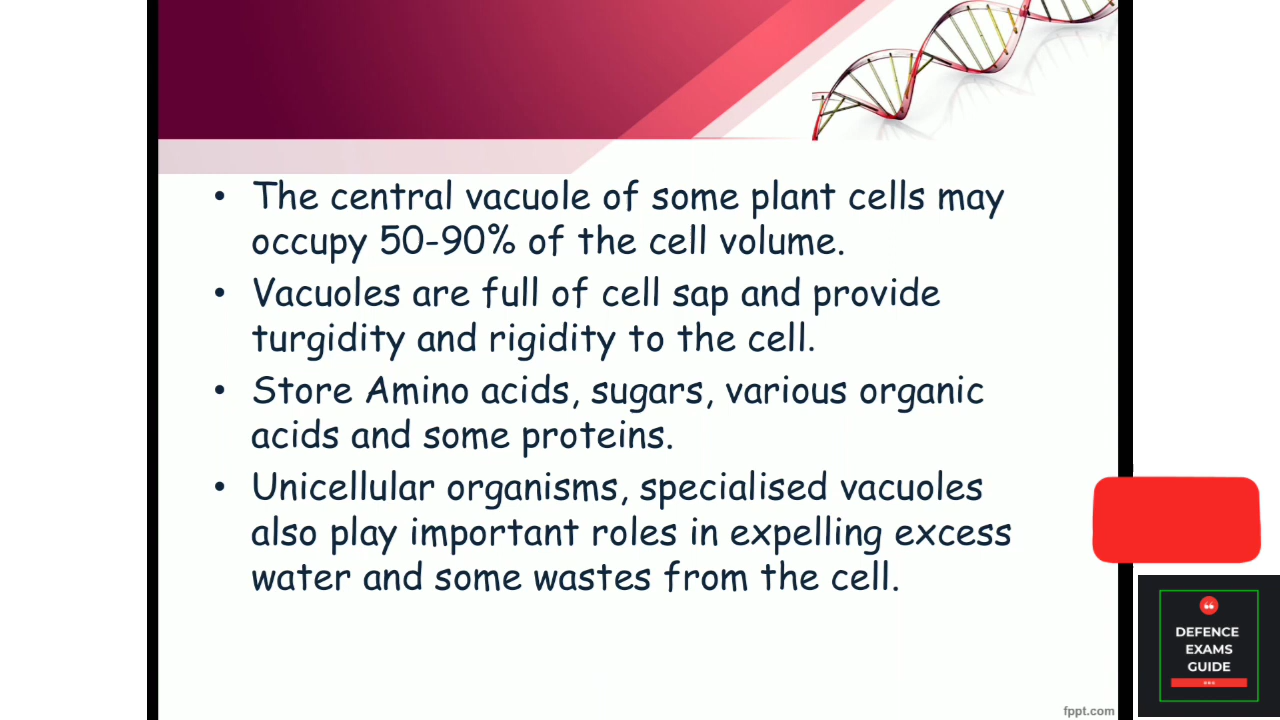 • The central vacuole of some plant cells may
occupy 50-90% of the cell volume.
• Vacuoles are full of cell sap and provide
turgidity and rigidity to the cell.
• Store Amino acids, sugars, various organic
acids and some proteins.
• Unicellular organisms, specialised vacuoles
also play important roles in expelling excess
water and some wastes from the cell.
DEFENCE
EXAMS
GUIDE
fppt.com